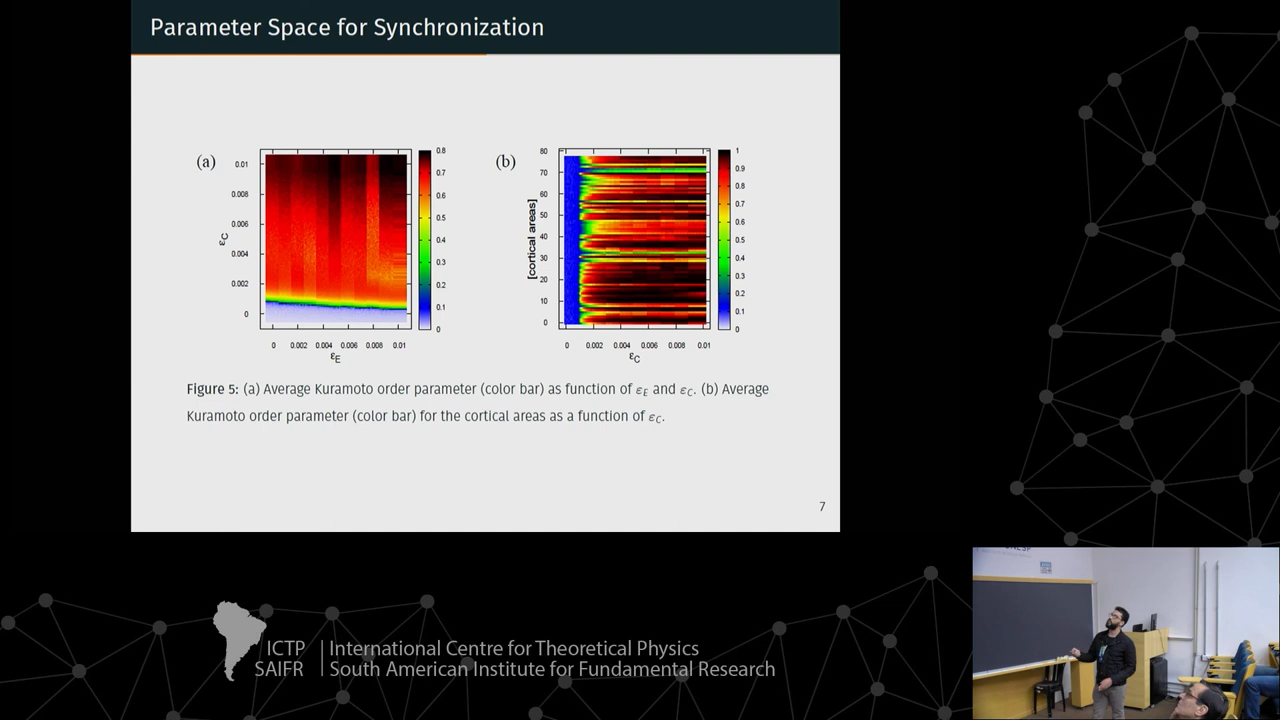 Parameter Space for Synchronization
(a)
0.01
0.008
0.006
0.004
0.002
0
εC
0 0.002 0.004 0.006 0.008 0.01
εE
0.8
0.7
0.6
0.5
0.4
0.3
0.2
0.1
0
(b)
80
70
60
50
40
30
20
10
0
[cortical areas]
0 0.002 0.004 0.006 0.008 0.01
εC
1
0.9
0.8
0.7
0.6
0.5
0.4
0.3
0.2
0.1
0
Figure 5: (a) Average Kuramoto order parameter (color bar) as function of εE and εC. (b) Average
Kuramoto order parameter (color bar) for the cortical areas as a function of εC.
7
ICTP | International Centre for Theoretical Physics
SAIFR | South American Institute for Fundamental Research